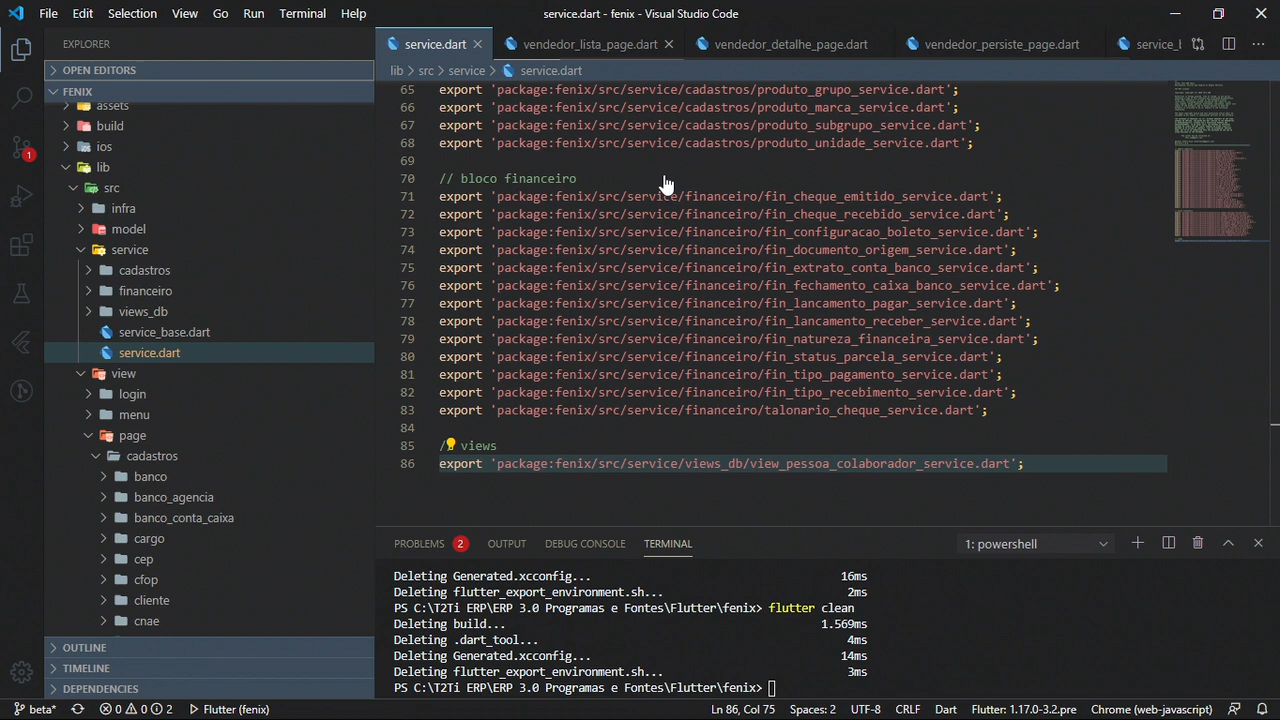 File Edit Selection View Go Run Terminal Help service.dart - fenix - Visual Studio Code
EXPLORER
OPEN EDITORS
FENIX
assets
build
ios
lib
src
infra
model
service
cadastros
financeiro
views_db
service_base.dart
service.dart
view
login
menu
page
cadastros
banco
banco_agencia
banco_conta_caixa
cargo
cep
cfop
cliente
cnae
OUTLINE
TIMELINE
DEPENDENCIES
1
service.dart vendedor_lista_page.dart vendedor_detalhe_page.dart vendedor_persiste_page.dart service_b
lib > src > service > service.dart
65 export 'package:fenix/src/service/cadastros/produto_grupo_service.dart';
66 export 'package:fenix/src/service/cadastros/produto_marca_service.dart';
67 export 'package:fenix/src/service/cadastros/produto_subgrupo_service.dart';
68 export 'package:fenix/src/service/cadastros/produto_unidade_service.dart';
69
70 // bloco financeiro
71 export 'package:fenix/src/service/financeiro/fin_cheque_emitido_service.dart';
72 export 'package:fenix/src/service/financeiro/fin_cheque_recebido_service.dart';
73 export 'package:fenix/src/service/financeiro/fin_configuracao_boleto_service.dart';
74 export 'package:fenix/src/service/financeiro/fin_documento_origem_service.dart';
75 export 'package:fenix/src/service/financeiro/fin_extrato_conta_banco_service.dart';
76 export 'package:fenix/src/service/financeiro/fin_fechamento_caixa_banco_service.dart';
77 export 'package:fenix/src/service/financeiro/fin_lancamento_pagar_service.dart';
78 export 'package:fenix/src/service/financeiro/fin_lancamento_receber_service.dart';
79 export 'package:fenix/src/service/financeiro/fin_natureza_financeira_service.dart';
80 export 'package:fenix/src/service/financeiro/fin_status_parcela_service.dart';
81 export 'package:fenix/src/service/financeiro/fin_tipo_pagamento_service.dart';
82 export 'package:fenix/src/service/financeiro/fin_tipo_recebimento_service.dart';
83 export 'package:fenix/src/service/financeiro/talonario_cheque_service.dart';
84
85 // views
86 export 'package:fenix/src/service/views_db/view_pessoa_colaborador_service.dart';
PROBLEMS 2 OUTPUT DEBUG CONSOLE TERMINAL 1: powershell
Deleting Generated.xcconfig... 16ms
Deleting flutter_export_environment.sh... 2ms
PS C:\T2Ti ERP\ERP 3.0 Programas e Fontes\Flutter\fenix> flutter clean
Deleting build... 1.569ms
Deleting .dart_tool... 4ms
Deleting Generated.xcconfig... 14ms
Deleting flutter_export_environment.sh... 3ms
PS C:\T2Ti ERP\ERP 3.0 Programas e Fontes\Flutter\fenix>
beta* 0 0 2 Flutter (fenix) Ln 86, Col 75 Spaces: 2 UTF-8 CRLF Dart Flutter: 1.17.0-3.2.pre Chrome (web-javascript)